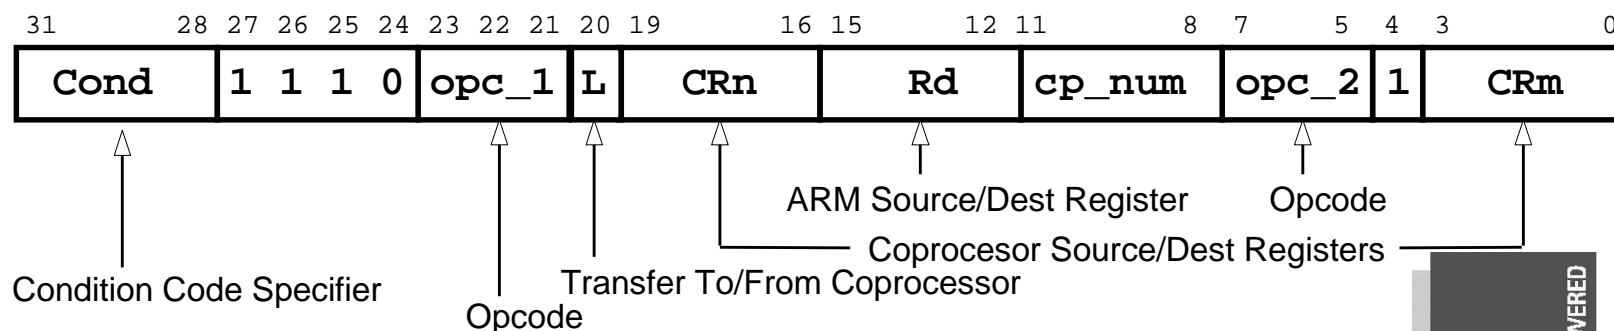 31 28 27 26 25 24 23 22 21 20 19 16 15 12 11 8 7 5 4 3 0
Cond 1 1 1 0 opc_1 L CRn Rd cp_num opc_2 1 CRm
ARM Source/Dest Register Opcode
Coprocesor Source/Dest Registers
Condition Code Specifier Transfer To/From Coprocessor
Opcode
VERED